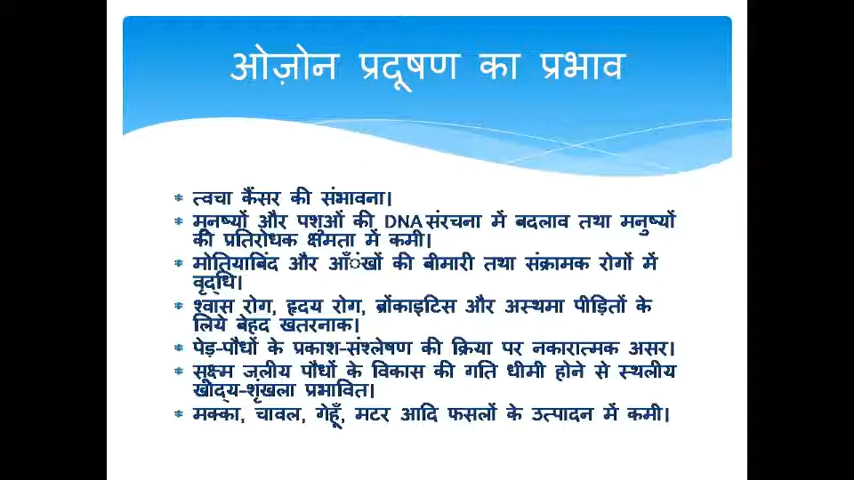 ओज़ोन प्रदूषण का प्रभाव
* त्वचा कैंसर की संभावना।
* मनष्यों और पशुओं की DNA संरचना में बदलाव तथा मनुष्यों
की प्रतिरोधक क्षमता में कमी।
* मोतियाबिंद और आँंखों की बीमारी तथा संक्रामक रोगों में
वृद्धि।
* श्वास रोग, हृदय रोग, ब्रोंकाइटिस और अस्थमा पीड़ितों के
लिये बेहद खतरनाक।
* पेड़-पौधों के प्रकाश-संश्लेषण की क्रिया पर नकारात्मक असर।
* सूक्ष्म जलीय पौधों के विकास की गति धीमी होने से स्थलीय
खाद्य-शृंखला प्रभावित।
* मक्का, चावल, गेहूँ, मटर आदि फसलों के उत्पादन में कमी।